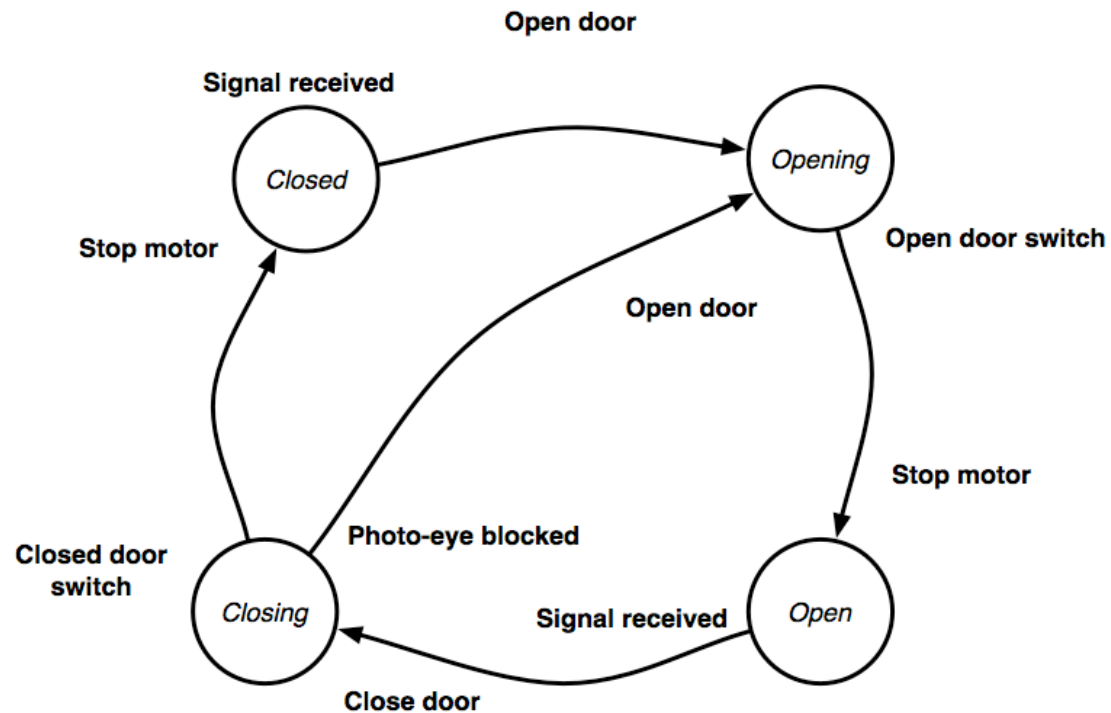 Open door
Signal received
Closed
Opening
Stop motor
Open door switch
Open door
Stop motor
Photo-eye blocked
Closed door
switch
Closing
Signal received
Open
Close door